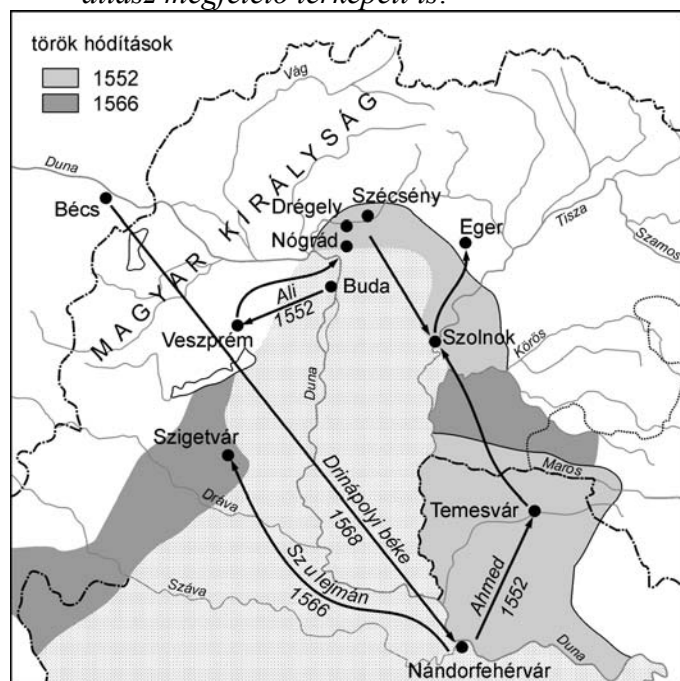 állász megfelelő térképen is!
török hódítások
1552
1566
Vág
Duna
Bécs
MAGYAR KIRÁLYSÁG
Szécsény
Drégely
Nógrád
Eger
Tisza
Szamos
Ali
1552
Buda
Veszprém
Szolnok
Körös
Duna
Szigetvár
Maros
Dráva
Drinápolyi béke
1568
Temesvár
Szulejmán
1566
Száva
Ahmed
1552
Duna
Nándorfehérvár